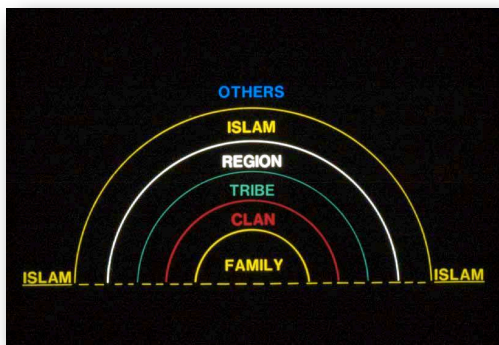 OTHERS
ISLAM
REGION
TRIBE
CLAN
FAMILY
ISLAM
ISLAM